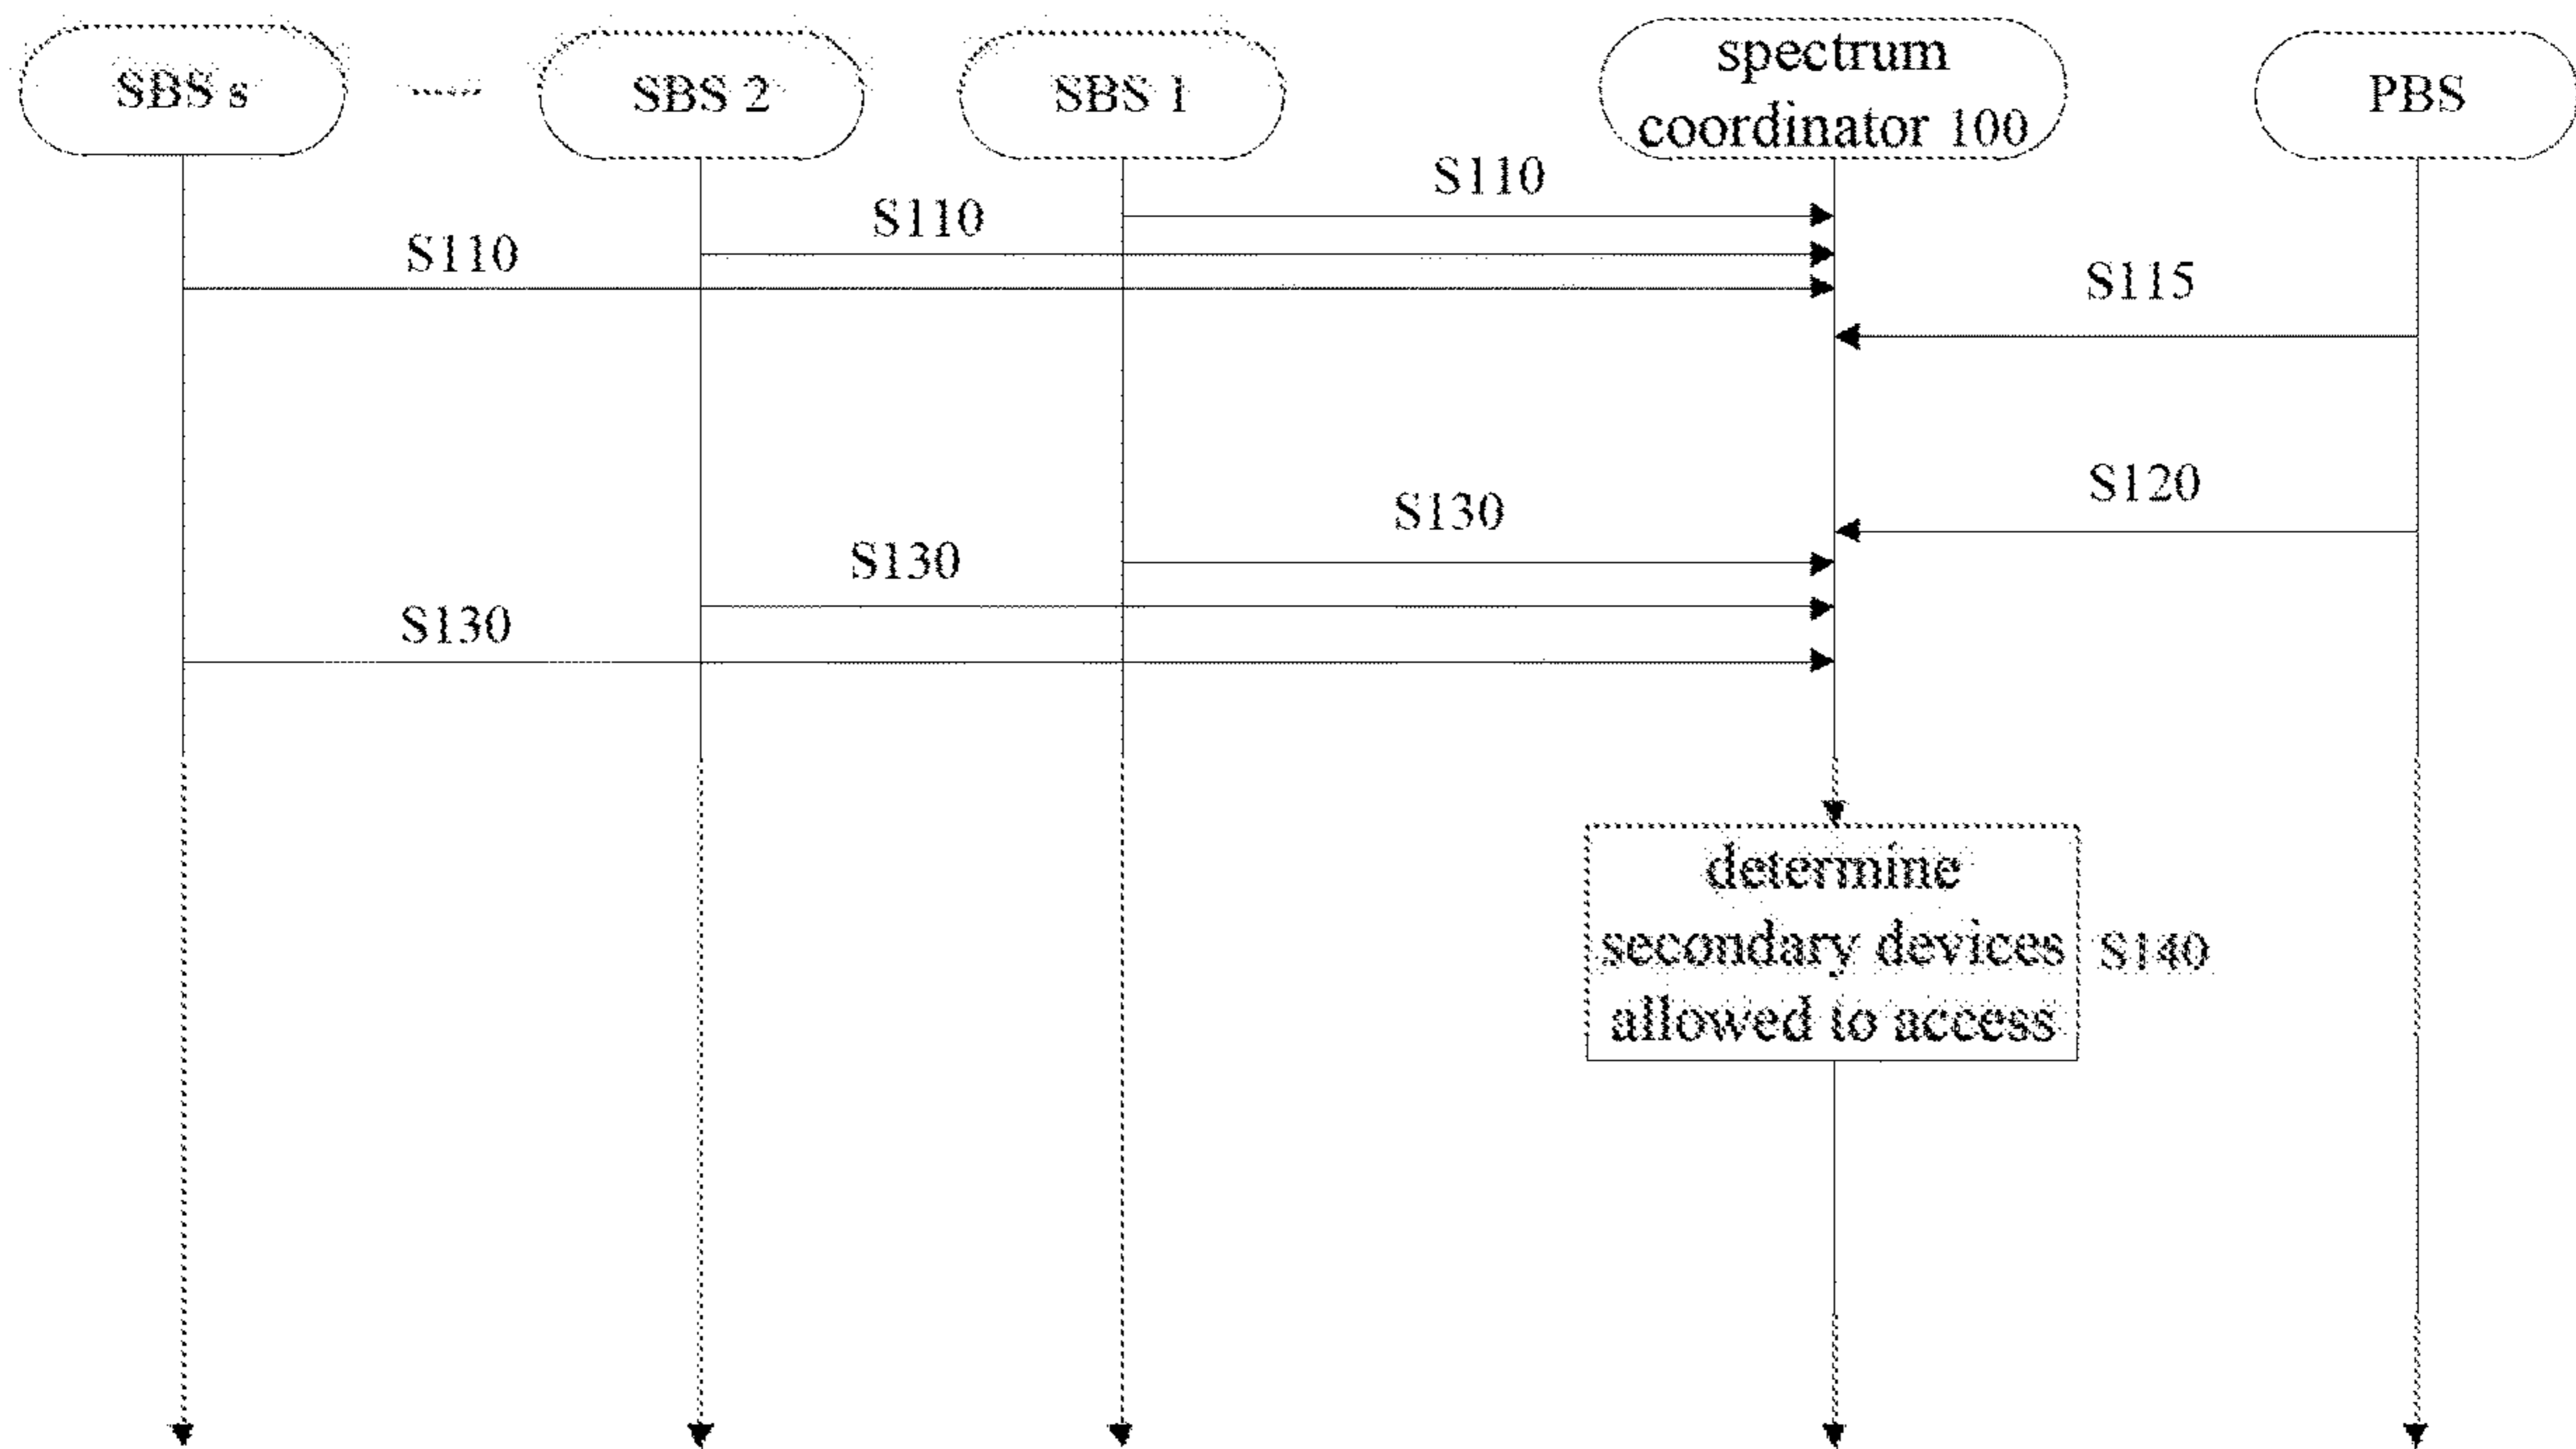 SBS s
SBS 2
SBS 1
spectrum
coordinator 100
PBS
S110
S110
S110
S115
S120
S130
S130
S130
determine
secondary devices
allowed to access
S140